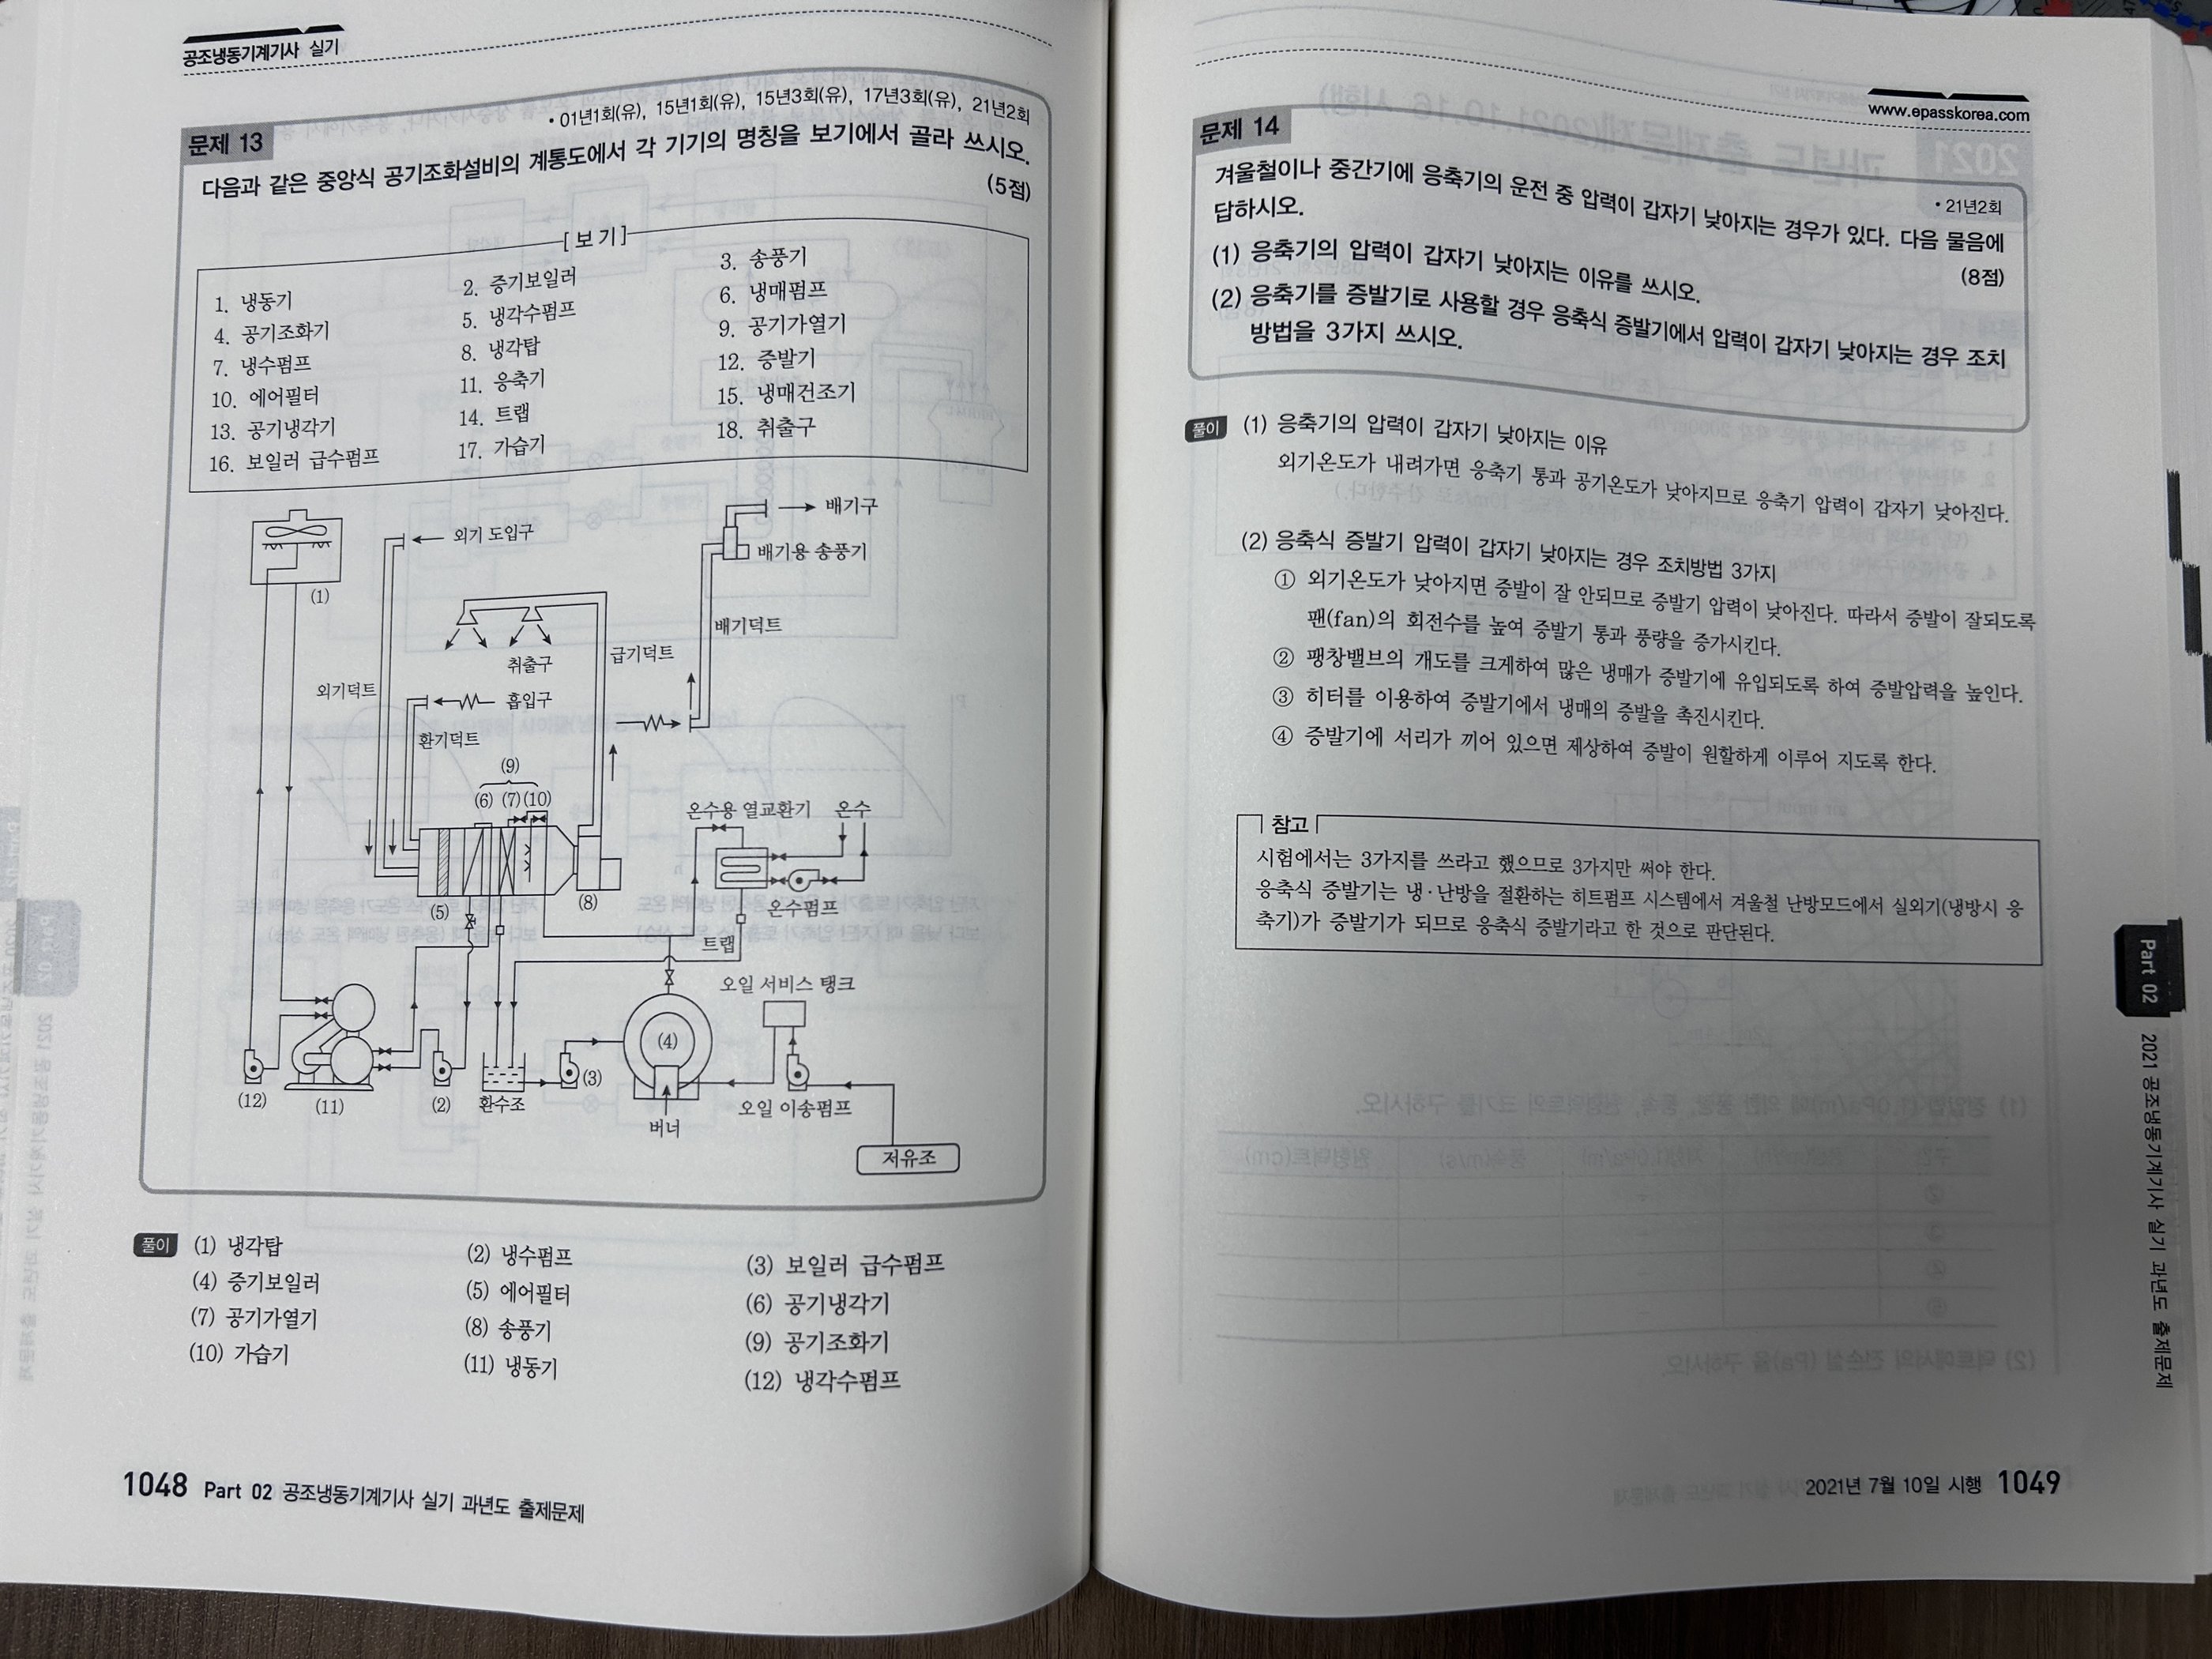 공조냉동기계기사 실기
문제 13
• 01년1회(유), 15년1회(유), 15년3회(유), 17년3회(유), 21년2회
다음과 같은 중앙식 공기조화설비의 계통도에서 각 기기의 명칭을 보기에서 골라 쓰시오.
(5점)
[보기]
1. 냉동기 2. 증기보일러 3. 송풍기
4. 공기조화기 5. 냉각수펌프 6. 냉매펌프
7. 냉수펌프 8. 냉각탑 9. 공기가열기
10. 에어필터 11. 응축기 12. 증발기
13. 공기냉각기 14. 트랩 15. 냉매건조기
16. 보일러 급수펌프 17. 가습기 18. 취출구
배기구
외기 도입구
배기용 송풍기
(1)
배기덕트
취출구
급기덕트
외기덕트
흡입구
환기덕트
(9)
(6) (7) (10)
온수용 열교환기
온수
(5)
(8)
온수펌프
트랩
오일 서비스 탱크
(4)
(3)
(12)
(11)
(2)
환수조
오일 이송펌프
버너
저유조
풀이
(1) 냉각탑 (2) 냉수펌프 (3) 보일러 급수펌프
(4) 증기보일러 (5) 에어필터 (6) 공기냉각기
(7) 공기가열기 (8) 송풍기 (9) 공기조화기
(10) 가습기 (11) 냉동기 (12) 냉각수펌프
1048 Part 02 공조냉동기계기사 실기 과년도 출제문제
www.epasskorea.com
문제 14
• 21년2회
겨울철이나 중간기에 응축기의 운전 중 압력이 갑자기 낮아지는 경우가 있다. 다음 물음에
답하시오.
(8점)
(1) 응축기의 압력이 갑자기 낮아지는 이유를 쓰시오.
(2) 응축기를 증발기로 사용할 경우 응축식 증발기에서 압력이 갑자기 낮아지는 경우 조치
방법을 3가지 쓰시오.
풀이
(1) 응축기의 압력이 갑자기 낮아지는 이유
외기온도가 내려가면 응축기 통과 공기온도가 낮아지므로 응축기 압력이 갑자기 낮아진다.
(2) 응축식 증발기 압력이 갑자기 낮아지는 경우 조치방법 3가지
① 외기온도가 낮아지면 증발이 잘 안되므로 증발기 압력이 낮아진다. 따라서 증발이 잘되도록
팬(fan)의 회전수를 높여 증발기 통과 풍량을 증가시킨다.
② 팽창밸브의 개도를 크게하여 많은 냉매가 증발기에 유입되도록 하여 증발압력을 높인다.
③ 히터를 이용하여 증발기에서 냉매의 증발을 촉진시킨다.
④ 증발기에 서리가 끼어 있으면 제상하여 증발이 원할하게 이루어 지도록 한다.
참고
시험에서는 3가지를 쓰라고 했으므로 3가지만 써야 한다.
응축식 증발기는 냉·난방을 절환하는 히트펌프 시스템에서 겨울철 난방모드에서 실외기(냉방시 응
축기)가 증발기가 되므로 응축식 증발기라고 한 것으로 판단된다.
Part 02
2021 공조냉동기계기사 실기 과년도 출제문제
2021년 7월 10일 시행 1049